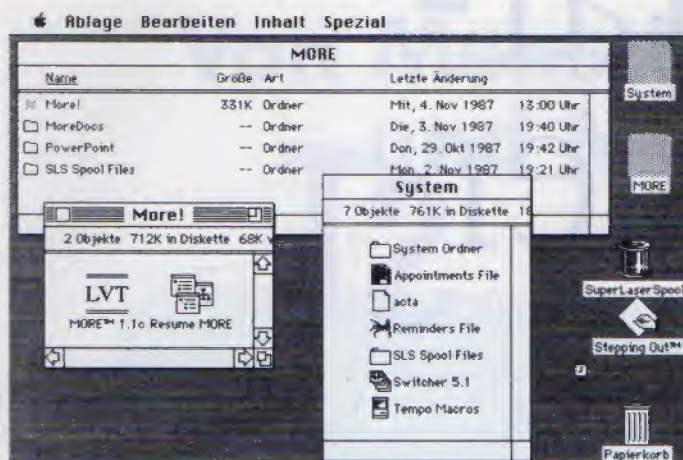 Ablage Bearbeiten Inhalt Spezial
MORE
Name Größe Art Letzte Änderung
More! 331K Ordner Mit, 4. Nov 1987 13:00 Uhr
MoreDocs -- Ordner Die, 3. Nov 1987 19:40 Uhr
PowerPoint -- Ordner Don, 29. Okt 1987 19:42 Uhr
SLS Spool Files -- Ordner Mon, 2. Nov 1987 19:21 Uhr
System
MORE
More!
2 Objekte 712K in Diskette 68K v
LVT
MORE™ 1.1c Resume MORE
System
7 Objekte 761K in Diskette 18
System Ordner
Appointments File
acta
Reminders File
SLS Spool Files
Switcher 5.1
Tempo Macros
SuperLaserSpool
Stepping Out™
Papierkorb